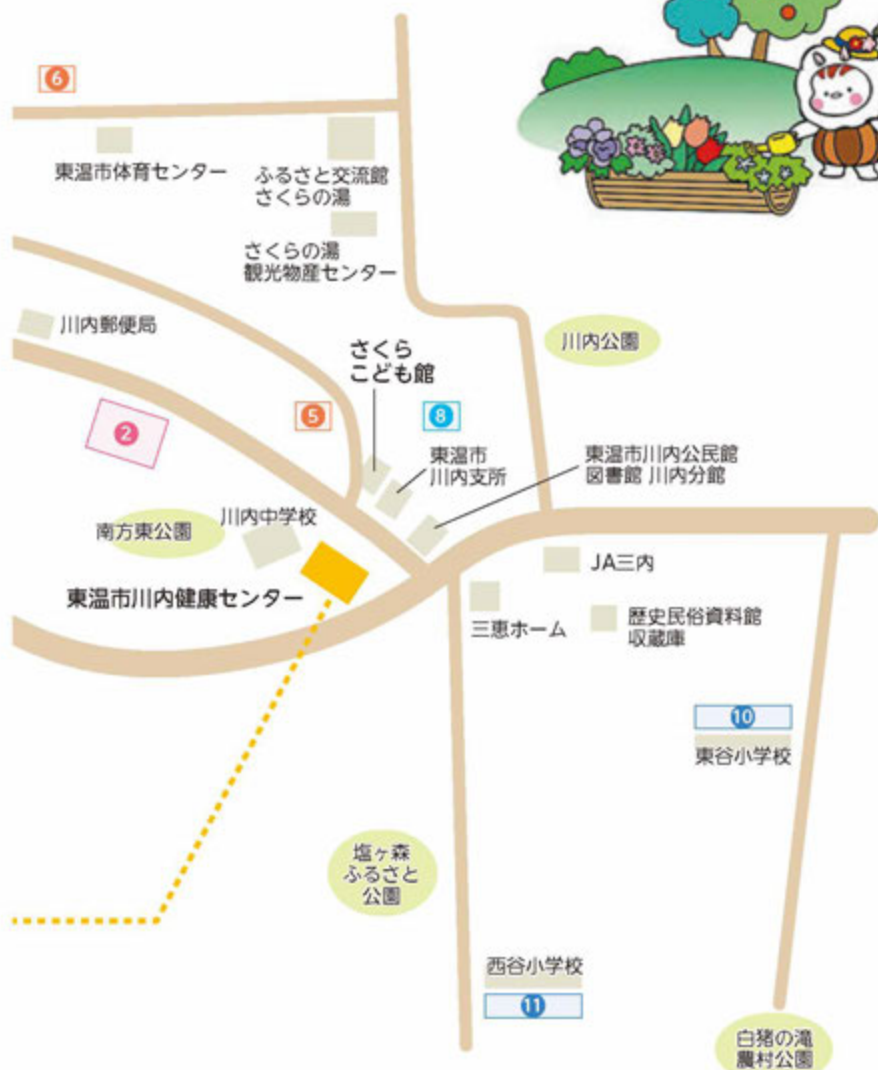 6
東温市体育センター
ふるさと交流館
さくらの湯
さくらの湯
観光物産センター
川内郵便局
川内公園
さくら
こども館
2
5
8
東温市
川内支所
東温市川内公民館
図書館 川内分館
南方東公園
川内中学校
JA三内
東温市川内健康センター
三恵ホーム
歴史民俗資料館
収蔵庫
10
東谷小学校
塩ヶ森
ふるさと
公園
西谷小学校
11
白猪の滝
農村公園